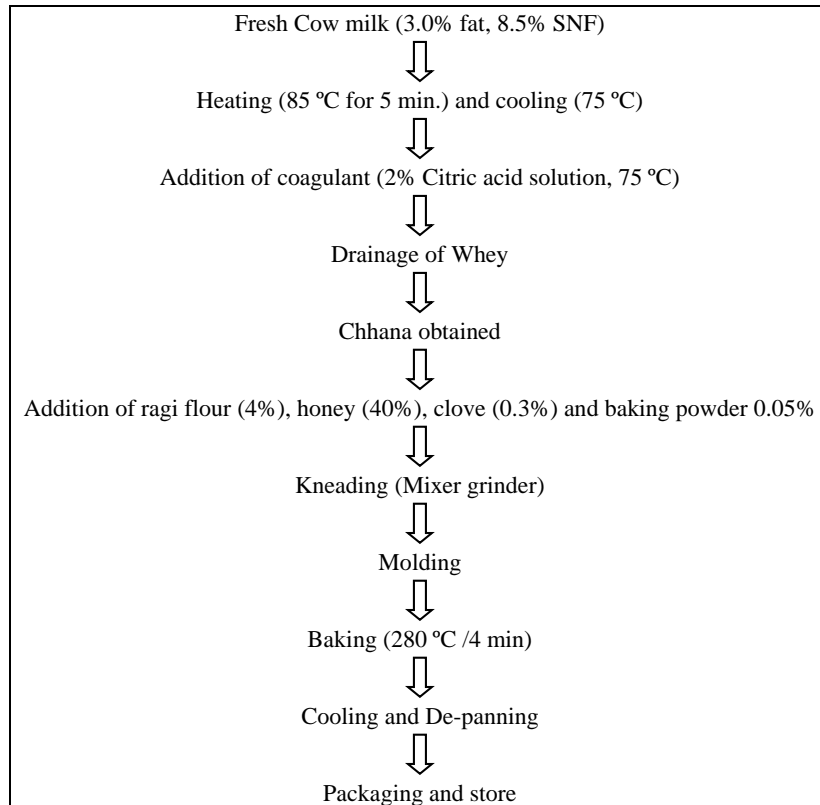 Fresh Cow milk (3.0% fat, 8.5% SNF)
Heating (85 ºC for 5 min.) and cooling (75 ºC)
Addition of coagulant (2% Citric acid solution, 75 ºC)
Drainage of Whey
Chhana obtained
Addition of ragi flour (4%), honey (40%), clove (0.3%) and baking powder 0.05%
Kneading (Mixer grinder)
Molding
Baking (280 ºC /4 min)
Cooling and De-panning
Packaging and store